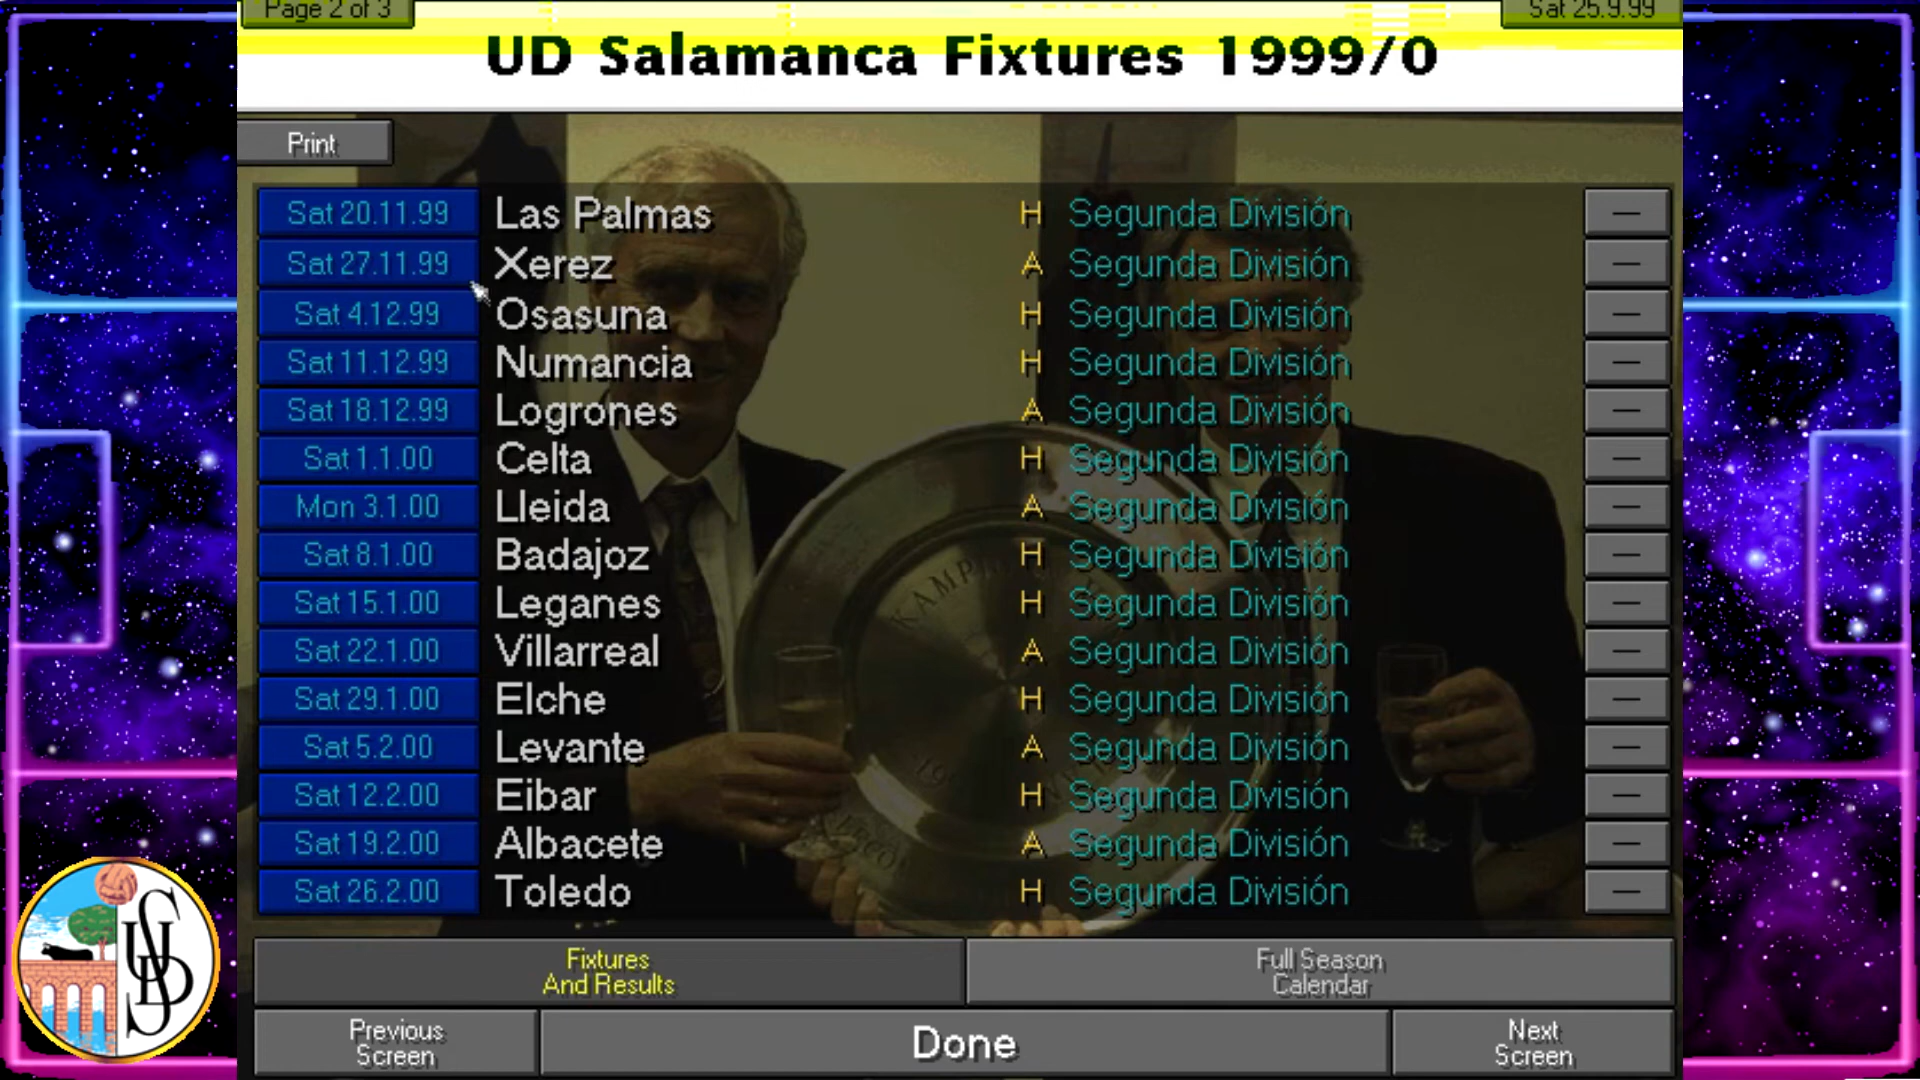 Page 2 of 3
Sat 25.9.99
UD Salamanca Fixtures 1999/0
Print
Sat 20.11.99 Las Palmas H Segunda División —
Sat 27.11.99 Xerez A Segunda División —
Sat 4.12.99 Osasuna H Segunda División —
Sat 11.12.99 Numancia H Segunda División —
Sat 18.12.99 Logrones A Segunda División —
Sat 1.1.00 Celta H Segunda División —
Mon 3.1.00 Lleida A Segunda División —
Sat 8.1.00 Badajoz H Segunda División —
Sat 15.1.00 Leganes H Segunda División —
Sat 22.1.00 Villarreal A Segunda División —
Sat 29.1.00 Elche H Segunda División —
Sat 5.2.00 Levante A Segunda División —
Sat 12.2.00 Eibar H Segunda División —
Sat 19.2.00 Albacete A Segunda División —
Sat 26.2.00 Toledo H Segunda División —
Fixtures
And Results
Full Season
Calendar
Previous
Screen
Done
Next
Screen
UDS